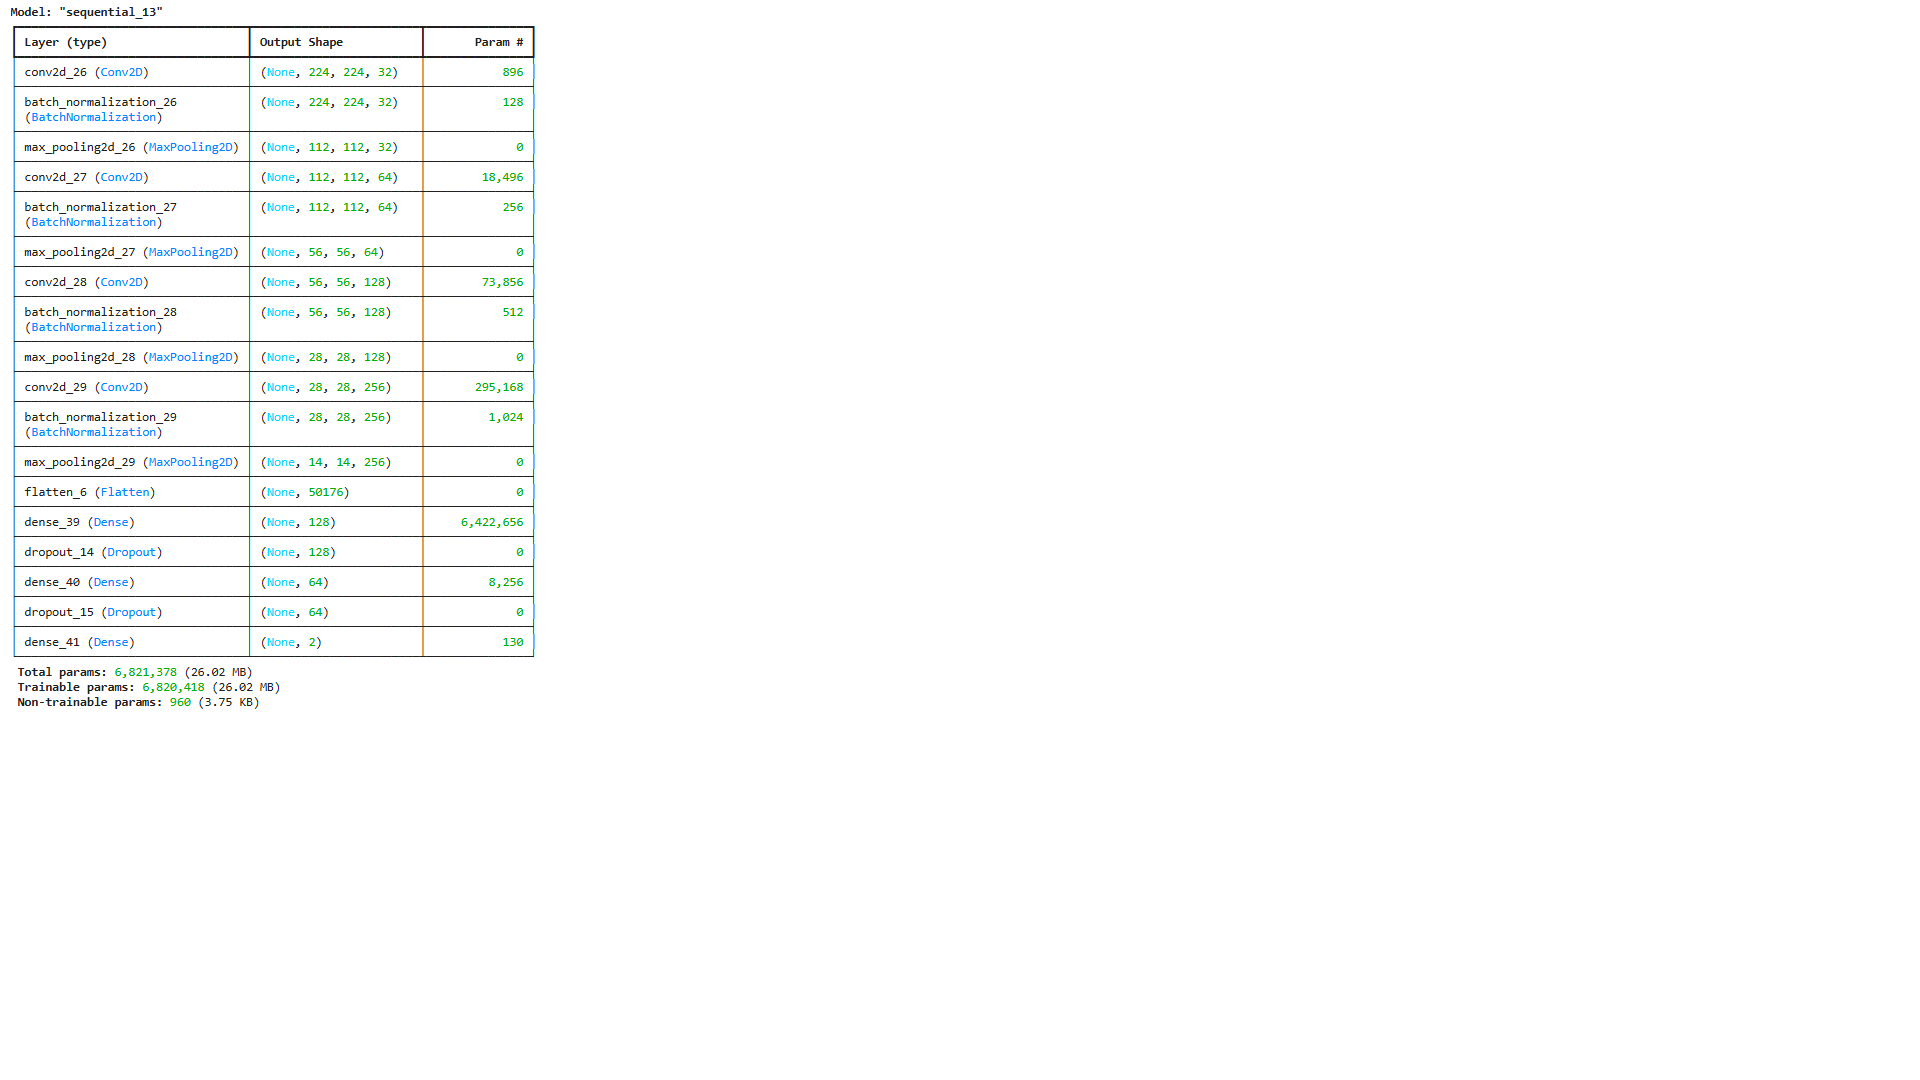 Model: "sequential_13"
Layer (type) Output Shape Param #
conv2d_26 (Conv2D) (None, 224, 224, 32) 896
batch_normalization_26 (None, 224, 224, 32) 128
(BatchNormalization)
max_pooling2d_26 (MaxPooling2D) (None, 112, 112, 32) 0
conv2d_27 (Conv2D) (None, 112, 112, 64) 18,496
batch_normalization_27 (None, 112, 112, 64) 256
(BatchNormalization)
max_pooling2d_27 (MaxPooling2D) (None, 56, 56, 64) 0
conv2d_28 (Conv2D) (None, 56, 56, 128) 73,856
batch_normalization_28 (None, 56, 56, 128) 512
(BatchNormalization)
max_pooling2d_28 (MaxPooling2D) (None, 28, 28, 128) 0
conv2d_29 (Conv2D) (None, 28, 28, 256) 295,168
batch_normalization_29 (None, 28, 28, 256) 1,024
(BatchNormalization)
max_pooling2d_29 (MaxPooling2D) (None, 14, 14, 256) 0
flatten_6 (Flatten) (None, 50176) 0
dense_39 (Dense) (None, 128) 6,422,656
dropout_14 (Dropout) (None, 128) 0
dense_40 (Dense) (None, 64) 8,256
dropout_15 (Dropout) (None, 64) 0
dense_41 (Dense) (None, 2) 130
Total params: 6,821,378 (26.02 MB)
Trainable params: 6,820,418 (26.02 MB)
Non-trainable params: 960 (3.75 KB)